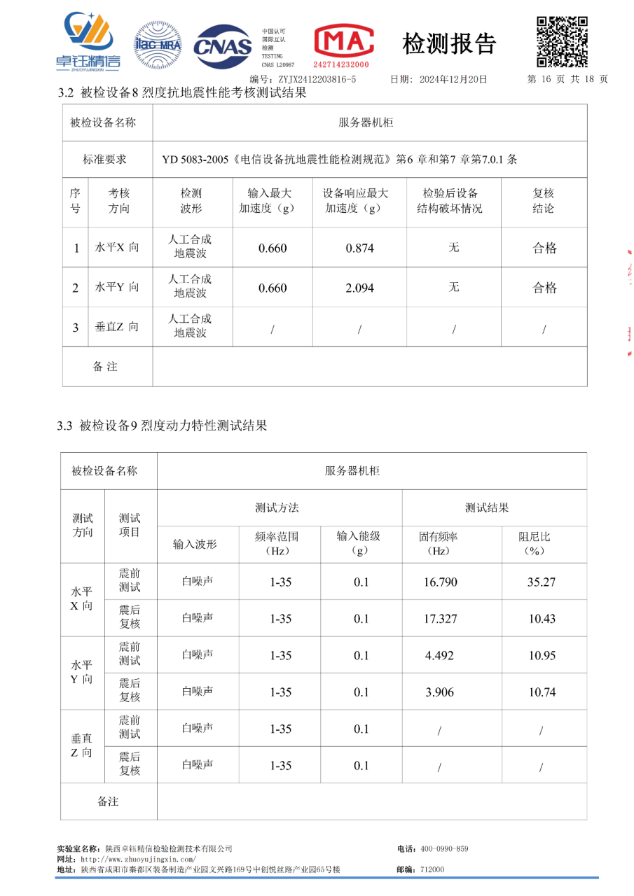 卓钰精信
ZHUOYUJINGXIN
ilac-MRA
CNAS
中国认可
国际互认
检测
TESTING
CNAS L20067
MA
242714232000
检测报告
编号: ZYJX2412203816-5 日期: 2024年12月20日 第 16 页 共 18 页
3.2 被检设备8 烈度抗地震性能考核测试结果
被检设备名称 服务器机柜
标准要求 YD 5083-2005《电信设备抗地震性能检测规范》第6 章和第7 章第7.0.1 条
序号 考核方向 检测波形 输入最大加速度（g） 设备响应最大加速度（g） 检验后设备结构破坏情况 复核结论
1 水平X 向 人工合成地震波 0.660 0.874 无 合格
2 水平Y 向 人工合成地震波 0.660 2.094 无 合格
3 垂直Z 向 人工合成地震波 / / / /
备 注
3.3 被检设备9 烈度动力特性测试结果
被检设备名称 服务器机柜
测试方向 测试项目 测试方法 测试结果
输入波形 频率范围（Hz） 输入能级（g） 固有频率（Hz） 阻尼比（%）
水平X 向 震前测试 白噪声 1-35 0.1 16.790 35.27
震后复核 白噪声 1-35 0.1 17.327 10.43
水平Y 向 震前测试 白噪声 1-35 0.1 4.492 10.95
震后复核 白噪声 1-35 0.1 3.906 10.74
垂直Z 向 震前测试 白噪声 1-35 0.1 / /
震后复核 白噪声 1-35 0.1 / /
备注
实验室名称: 陕西卓钰精信检验检测技术有限公司 电话: 400-0990-859
网址: http://www.zhuoyujingxin.com/
地址: 陕西省咸阳市秦都区装备制造产业园文兴路169号中创悦丝路产业园65号楼 邮编: 712000